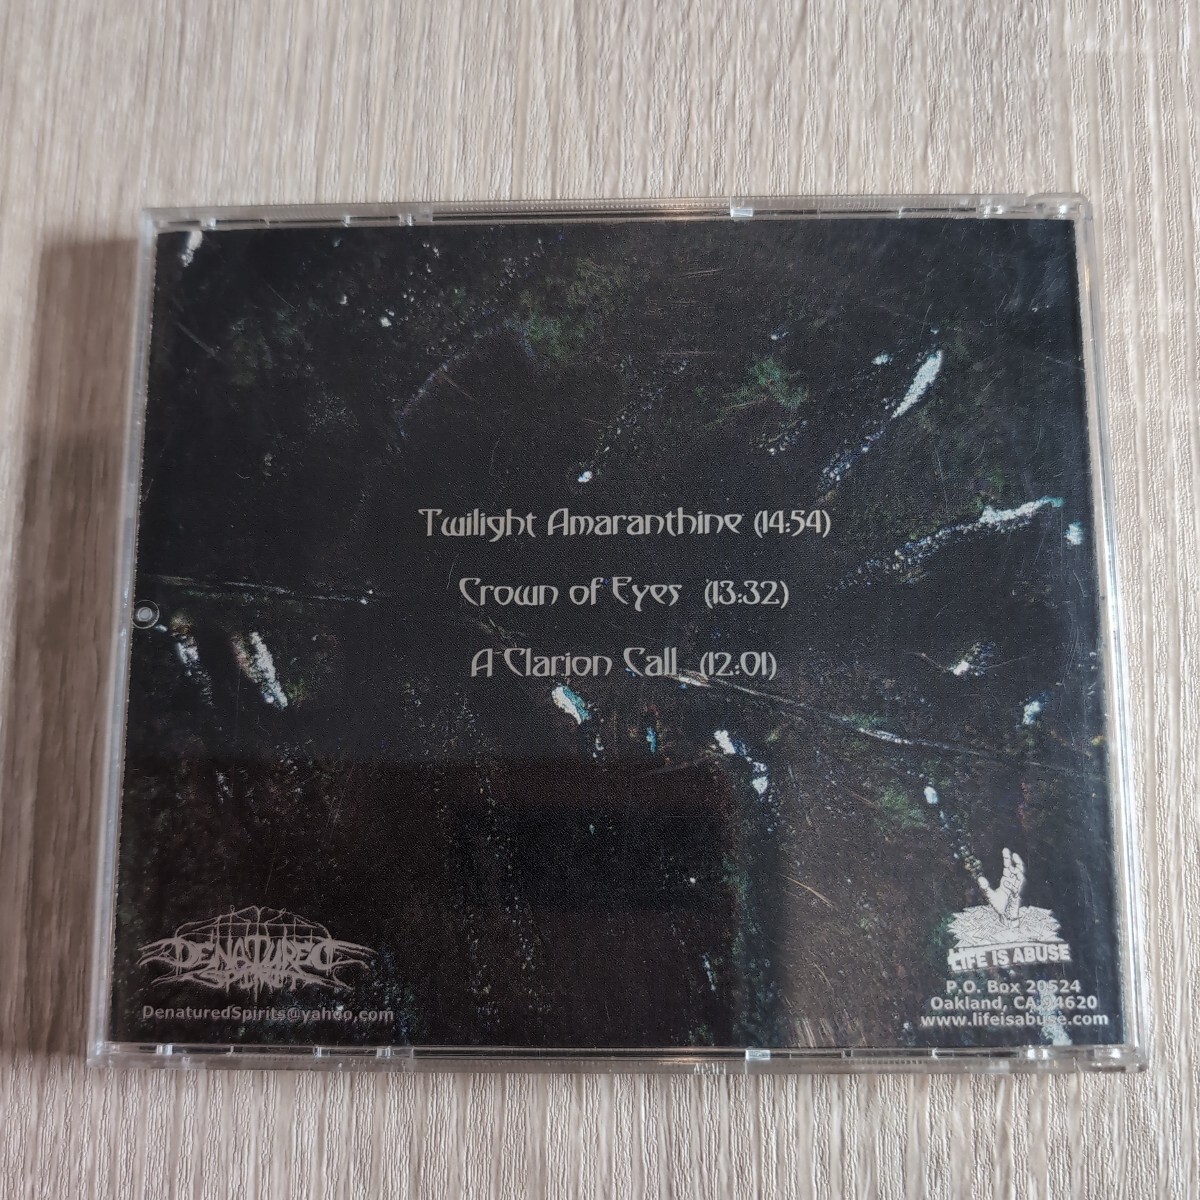 Twilight Amaranthine (14:54)
Crown of Eyes (13:32)
A Clarion Call (12:01)
DENATURED
SPIRITS
DenaturedSpirits@yahoo.com
LIFE IS ABUSE
P.O. Box 20524
Oakland, CA 94620
www.lifeisabuse.com